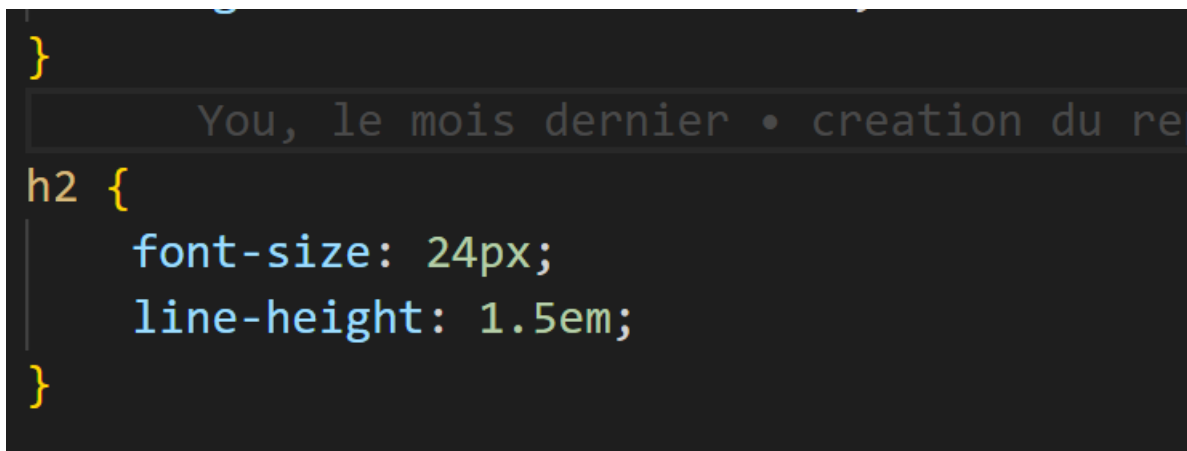 }
You, le mois dernier • creation du re
h2 {
font-size: 24px;
line-height: 1.5em;
}